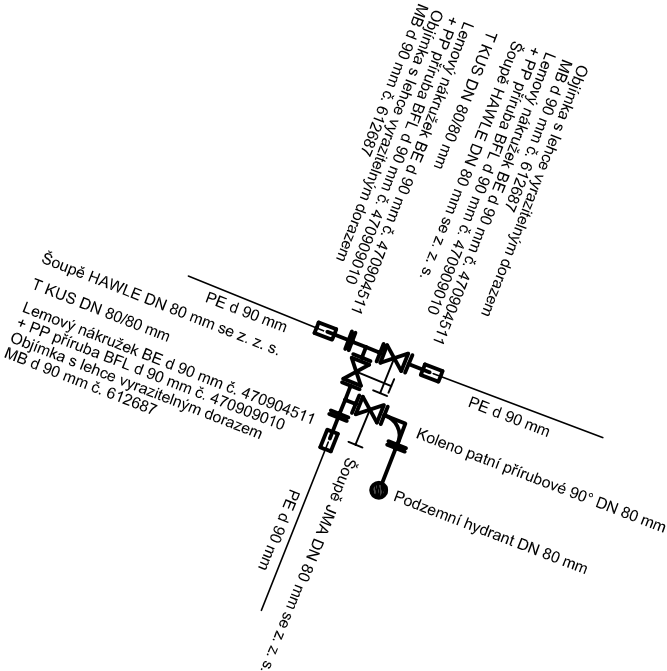 Objímka s lehce vyrazitelným dorazem
MB d 90 mm č. 612687
Lemový nákružek BE d 90 mm č. 470904511
+ PP příruba BFL d 90 mm č. 470909010
Šoupě HAWLE DN 80 mm se z. z. s.
T KUS DN 80/80 mm
Lemový nákružek BE d 90 mm č. 470904511
+ PP příruba BFL d 90 mm č. 470909010
Objímka s lehce vyrazitelným dorazem
MB d 90 mm č. 612687
Šoupě HAWLE DN 80 mm se z. z. s.
T KUS DN 80/80 mm
Lemový nákružek BE d 90 mm č. 470904511
+ PP příruba BFL d 90 mm č. 470909010
Objímka s lehce vyrazitelným dorazem
MB d 90 mm č. 612687
PE d 90 mm
PE d 90 mm
Koleno patní přírubové 90° DN 80 mm
Podzemní hydrant DN 80 mm
Šoupě JMA DN 80 mm se z. z. s.
PE d 90 mm